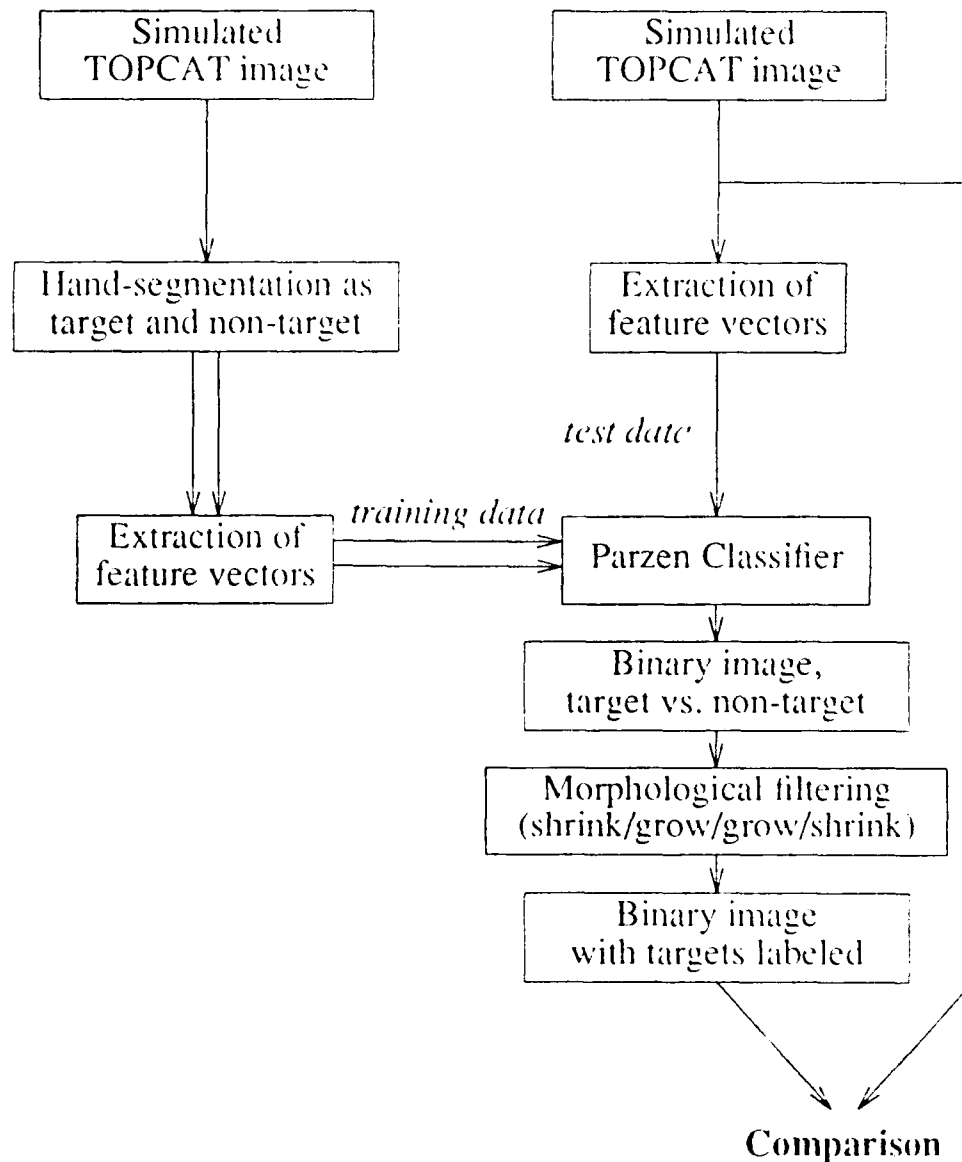 Simulated
TOPCAT image
Simulated
TOPCAT image
Hand-segmentation as
target and non-target
Extraction of
feature vectors
test data
Extraction of
feature vectors
training data
Parzen Classifier
Binary image,
target vs. non-target
Morphological filtering
(shrink/grow/grow/shrink)
Binary image
with targets labeled
Comparison